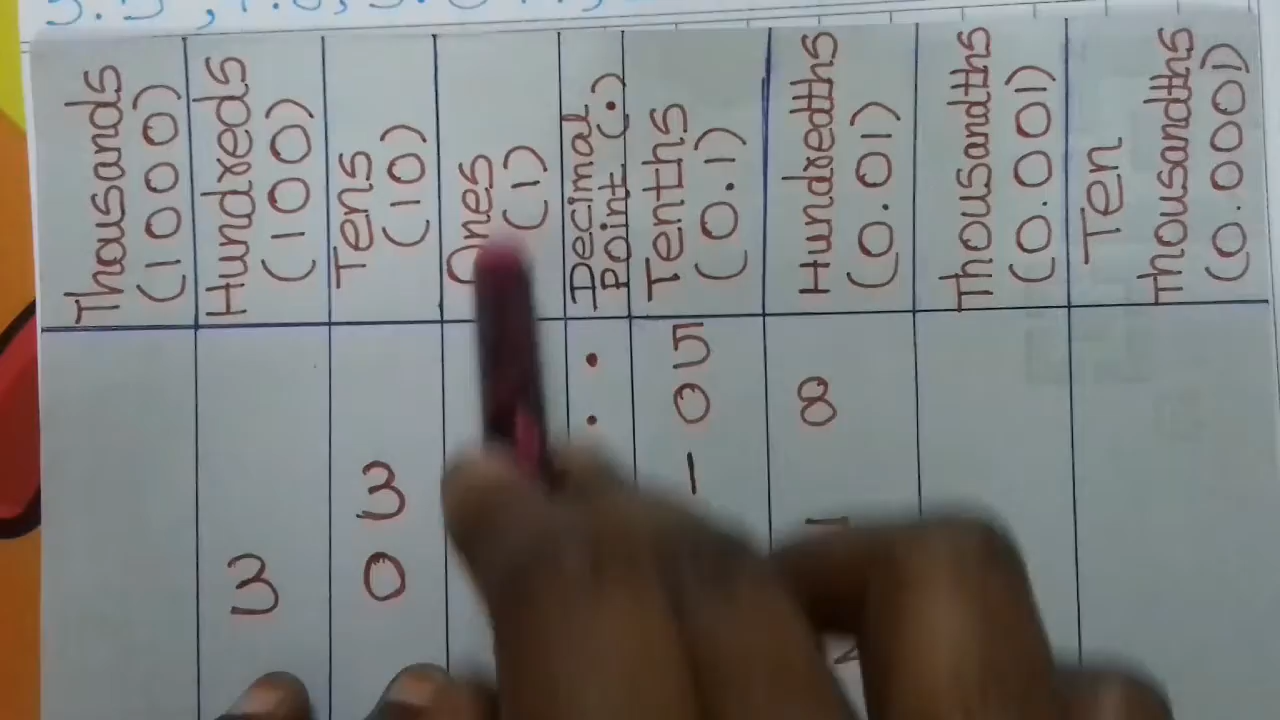 Thousands
(1000)
Hundreds
(100)
Tens
(10)
Ones
(1)
Decimal
Point (.)
Tenths
(0.1)
Hundredths
(0.01)
Thousandths
(0.001)
Ten
Thousandths
(0.0001)
. 5
. 0 8
3 1
3 0